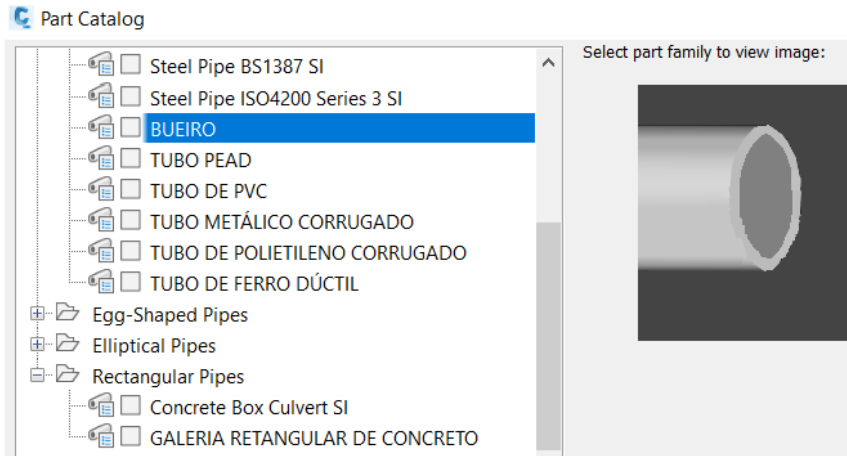 Part Catalog
Select part family to view image:
Steel Pipe BS1387 SI
Steel Pipe ISO4200 Series 3 SI
BUEIRO
TUBO PEAD
TUBO DE PVC
TUBO METÁLICO CORRUGADO
TUBO DE POLIETILENO CORRUGADO
TUBO DE FERRO DÚCTIL
Egg-Shaped Pipes
Elliptical Pipes
Rectangular Pipes
Concrete Box Culvert SI
GALERIA RETANGULAR DE CONCRETO